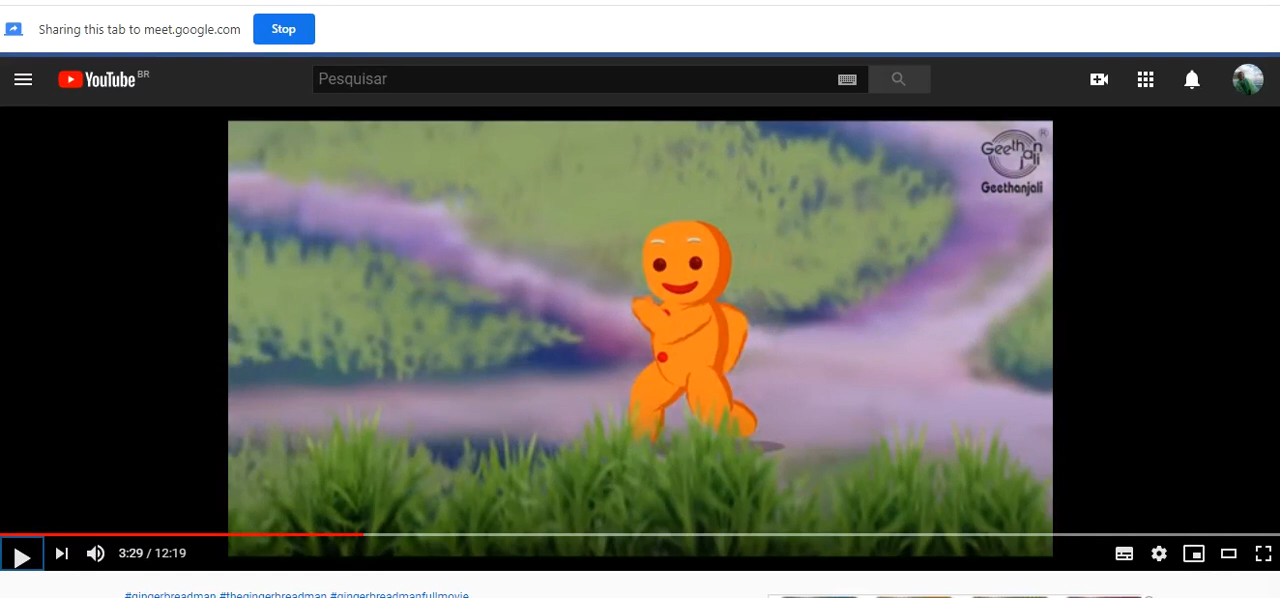 Sharing this tab to meet.google.com
Stop
YouTube BR
Pesquisar
Geethanjali ®
Geethanjali
3:29 / 12:19
#gingerbreadman #thegingerbreadman #gingerbreadmanfullmovie